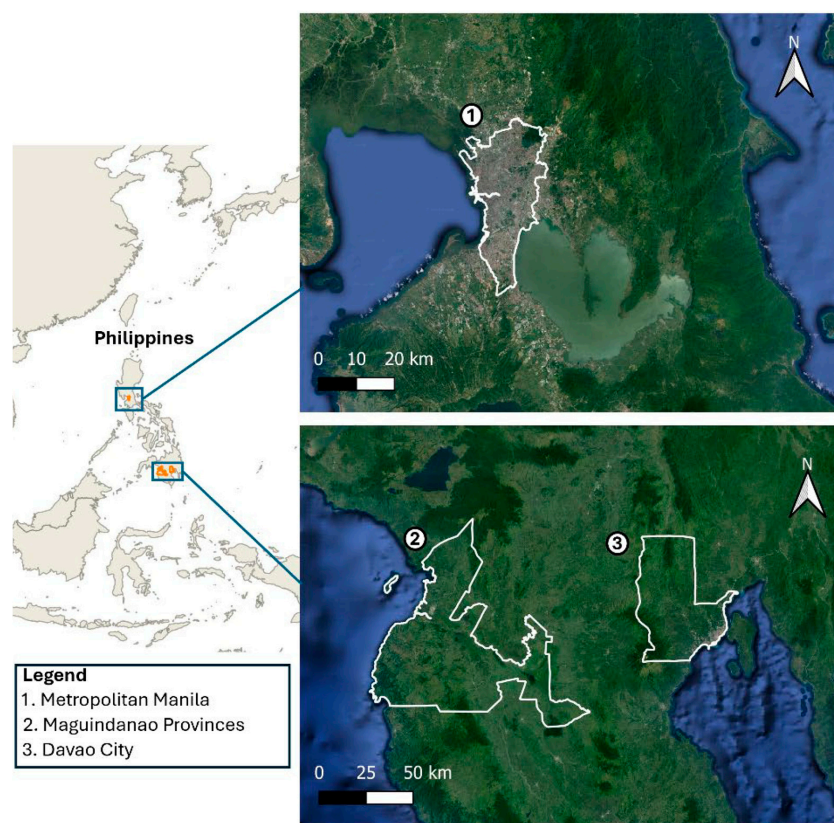 N
1
Philippines
0 10 20 km
N
2
3
Legend
1. Metropolitan Manila
2. Maguindanao Provinces
3. Davao City
0 25 50 km